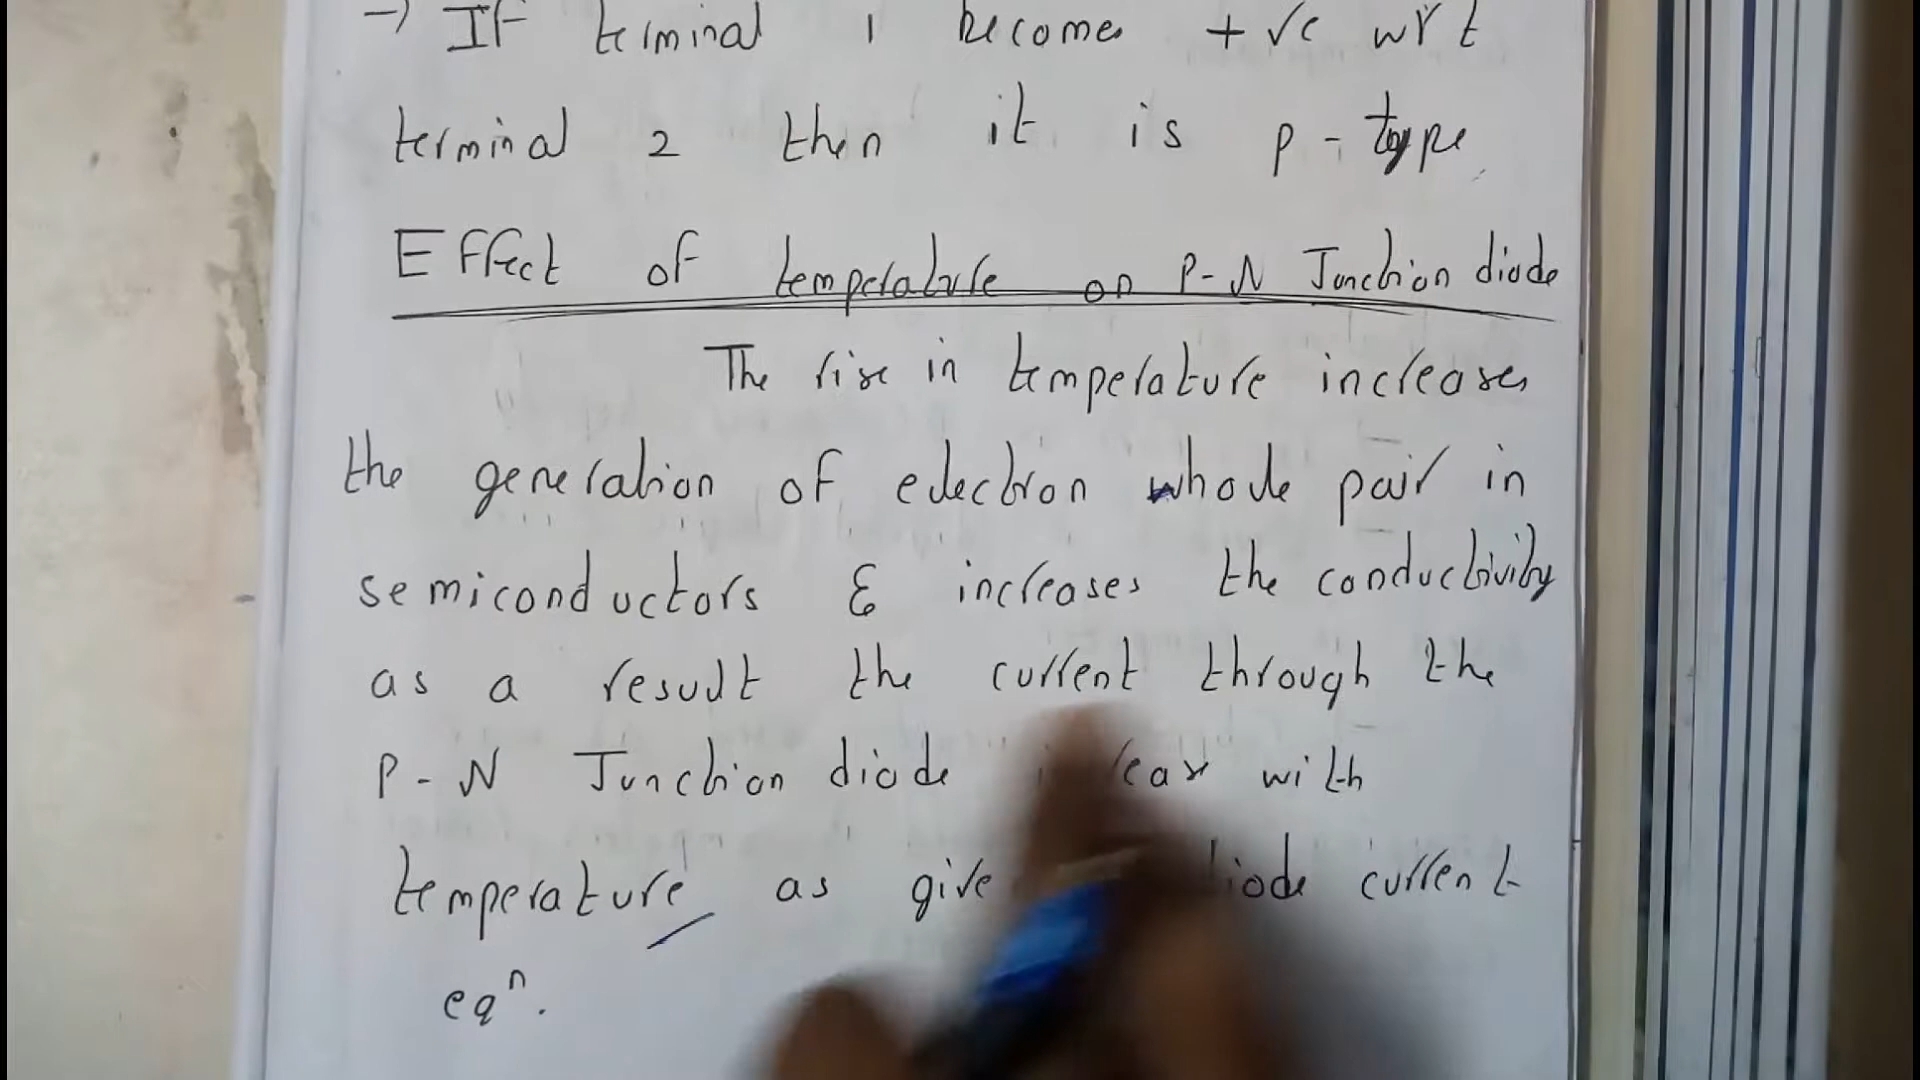 → If terminal 1 become +ve wrt
terminal 2 then it is p-type
Effect of temperature on P-N Junction diode
The rise in temperature increases
the generation of electron whole pair in
semiconductors & increases the conductivity
as a result the current through the
P-N Junction diode with
temperature as give diode current
eqⁿ.